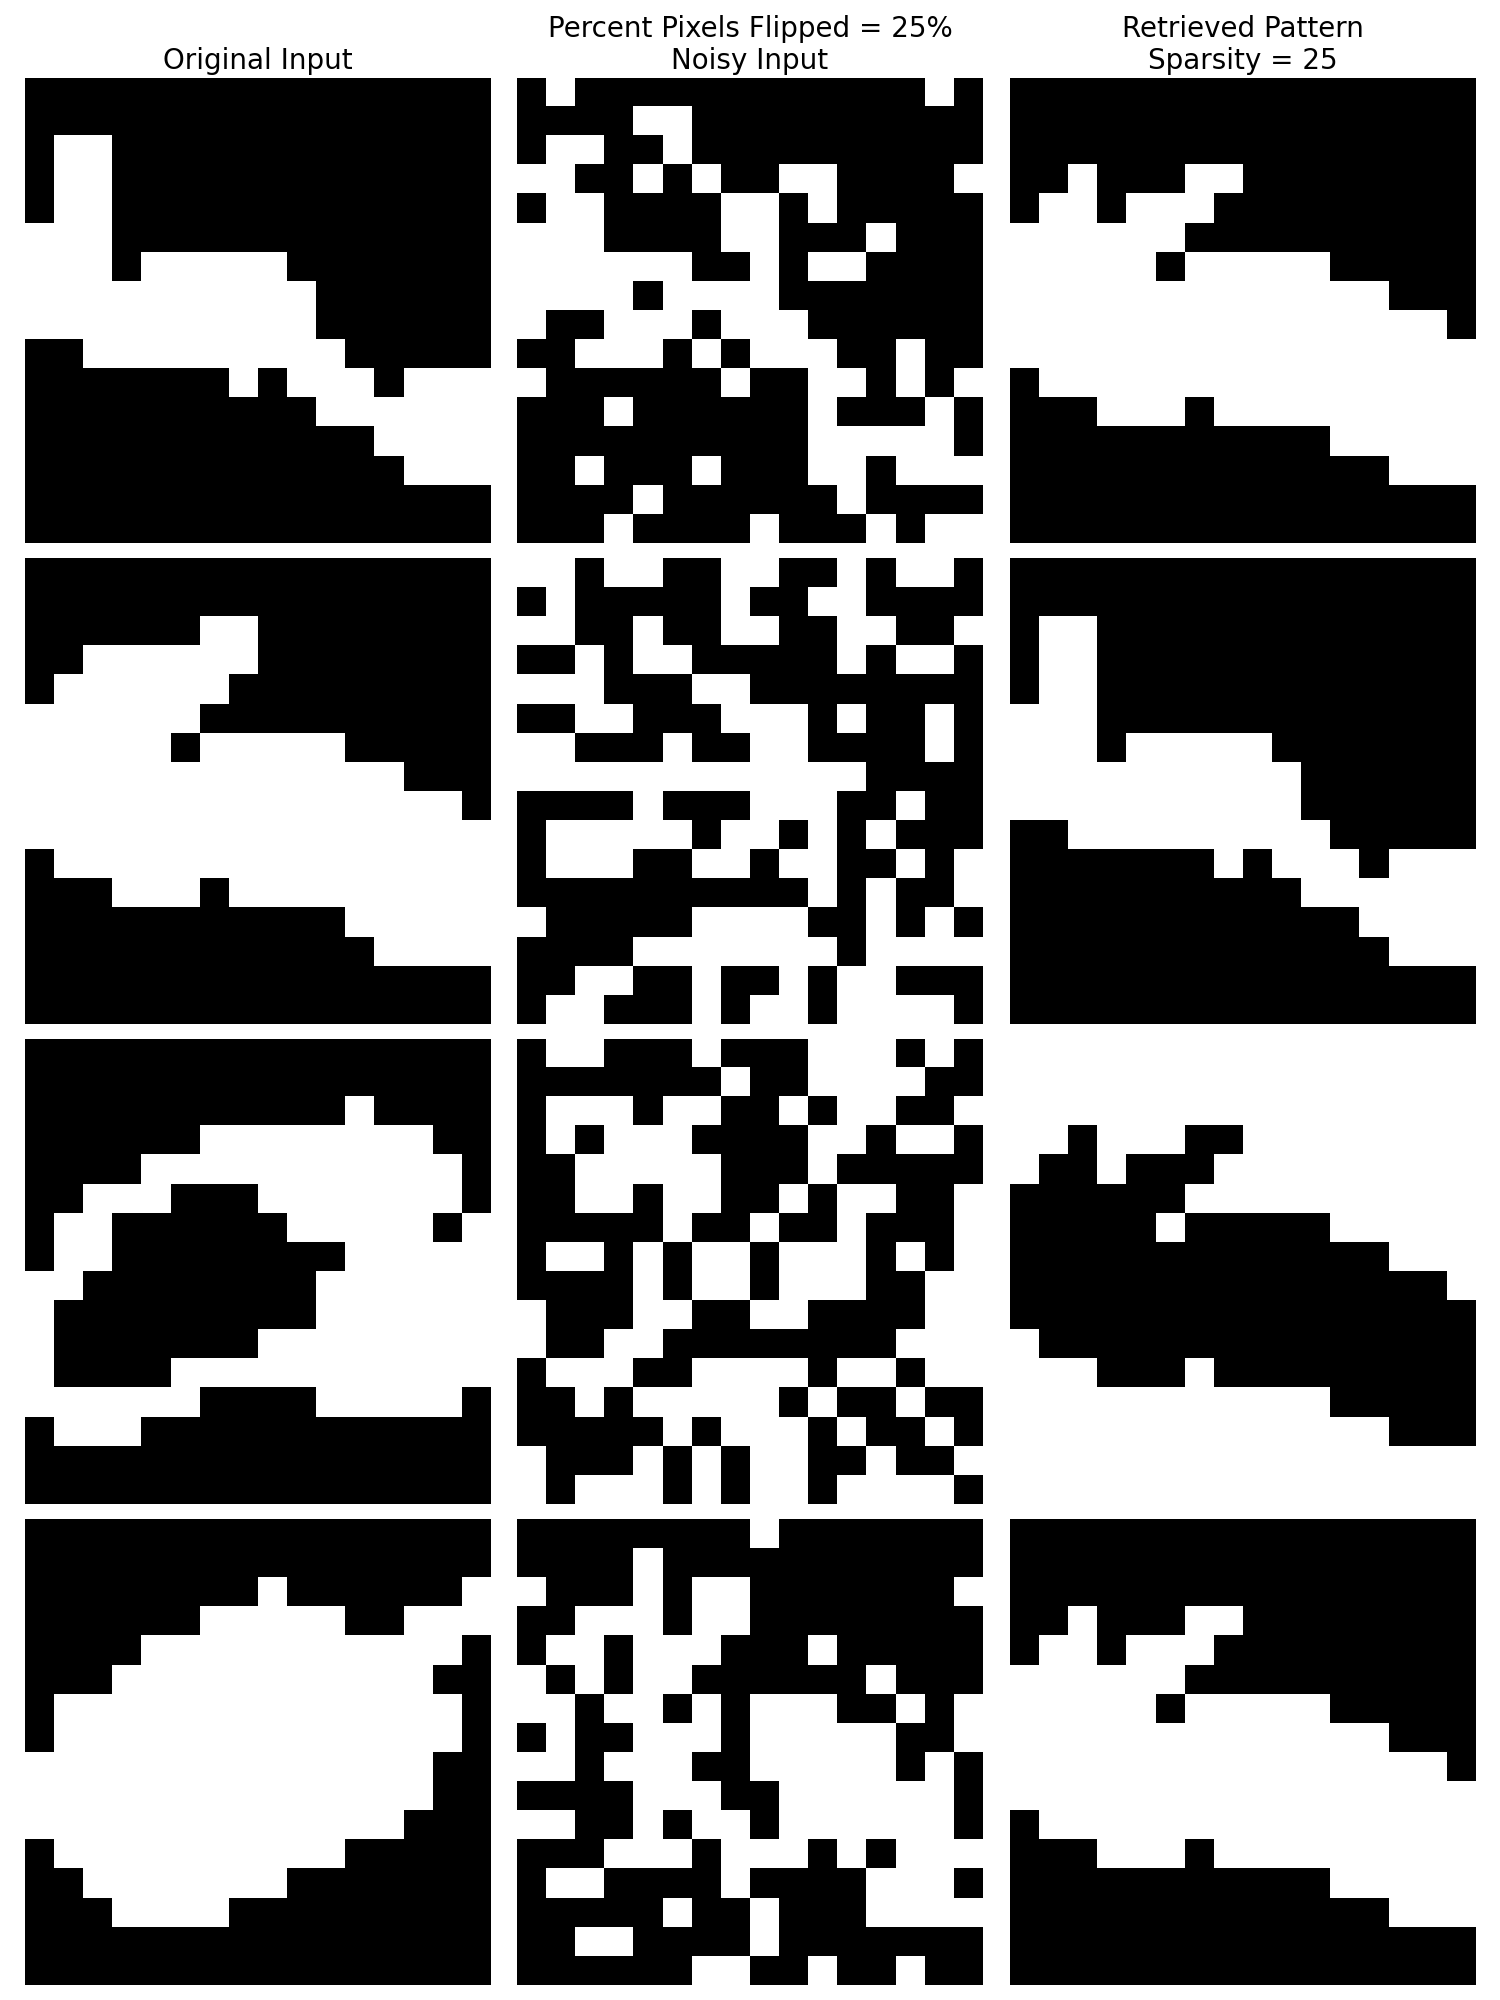 Original Input
Percent Pixels Flipped = 25%
Noisy Input
Retrieved Pattern
Sparsity = 25